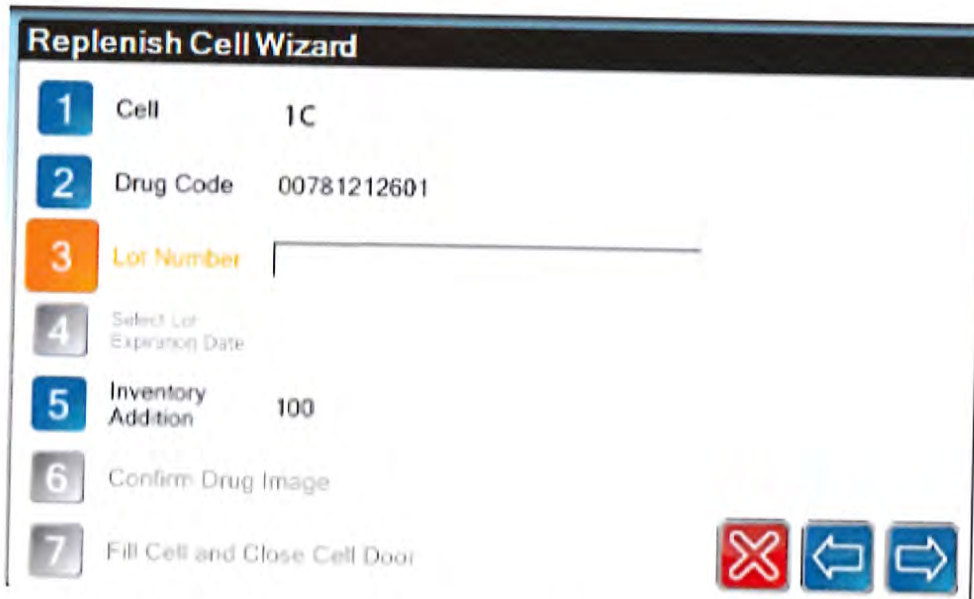 Replenish Cell Wizard
1 Cell 1C
2 Drug Code 00781212601
3 Lot Number
4 Select Lot
Expiration Date
5 Inventory
Addition 100
6 Confirm Drug Image
7 Fill Cell and Close Cell Door